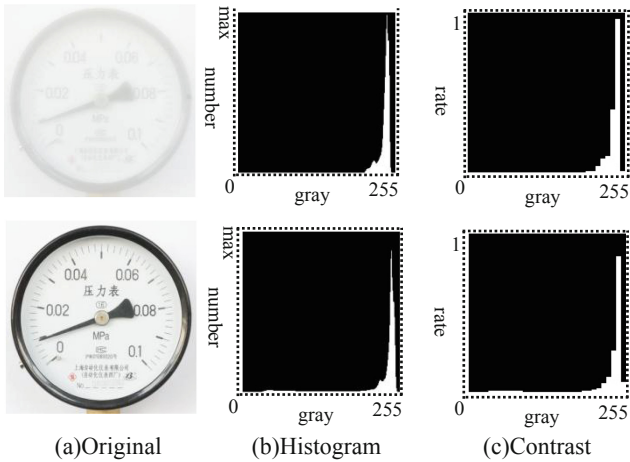 0.04 0.06
压力表
0.02 0.08
MPa
0 0.1
max
number
0 255
gray
1
rate
0 255
gray
0.04 0.06
压力表
0.02 0.08
MPa
0 0.1
max
number
0 255
gray
1
rate
0 255
gray
(a)Original (b)Histogram (c)Contrast